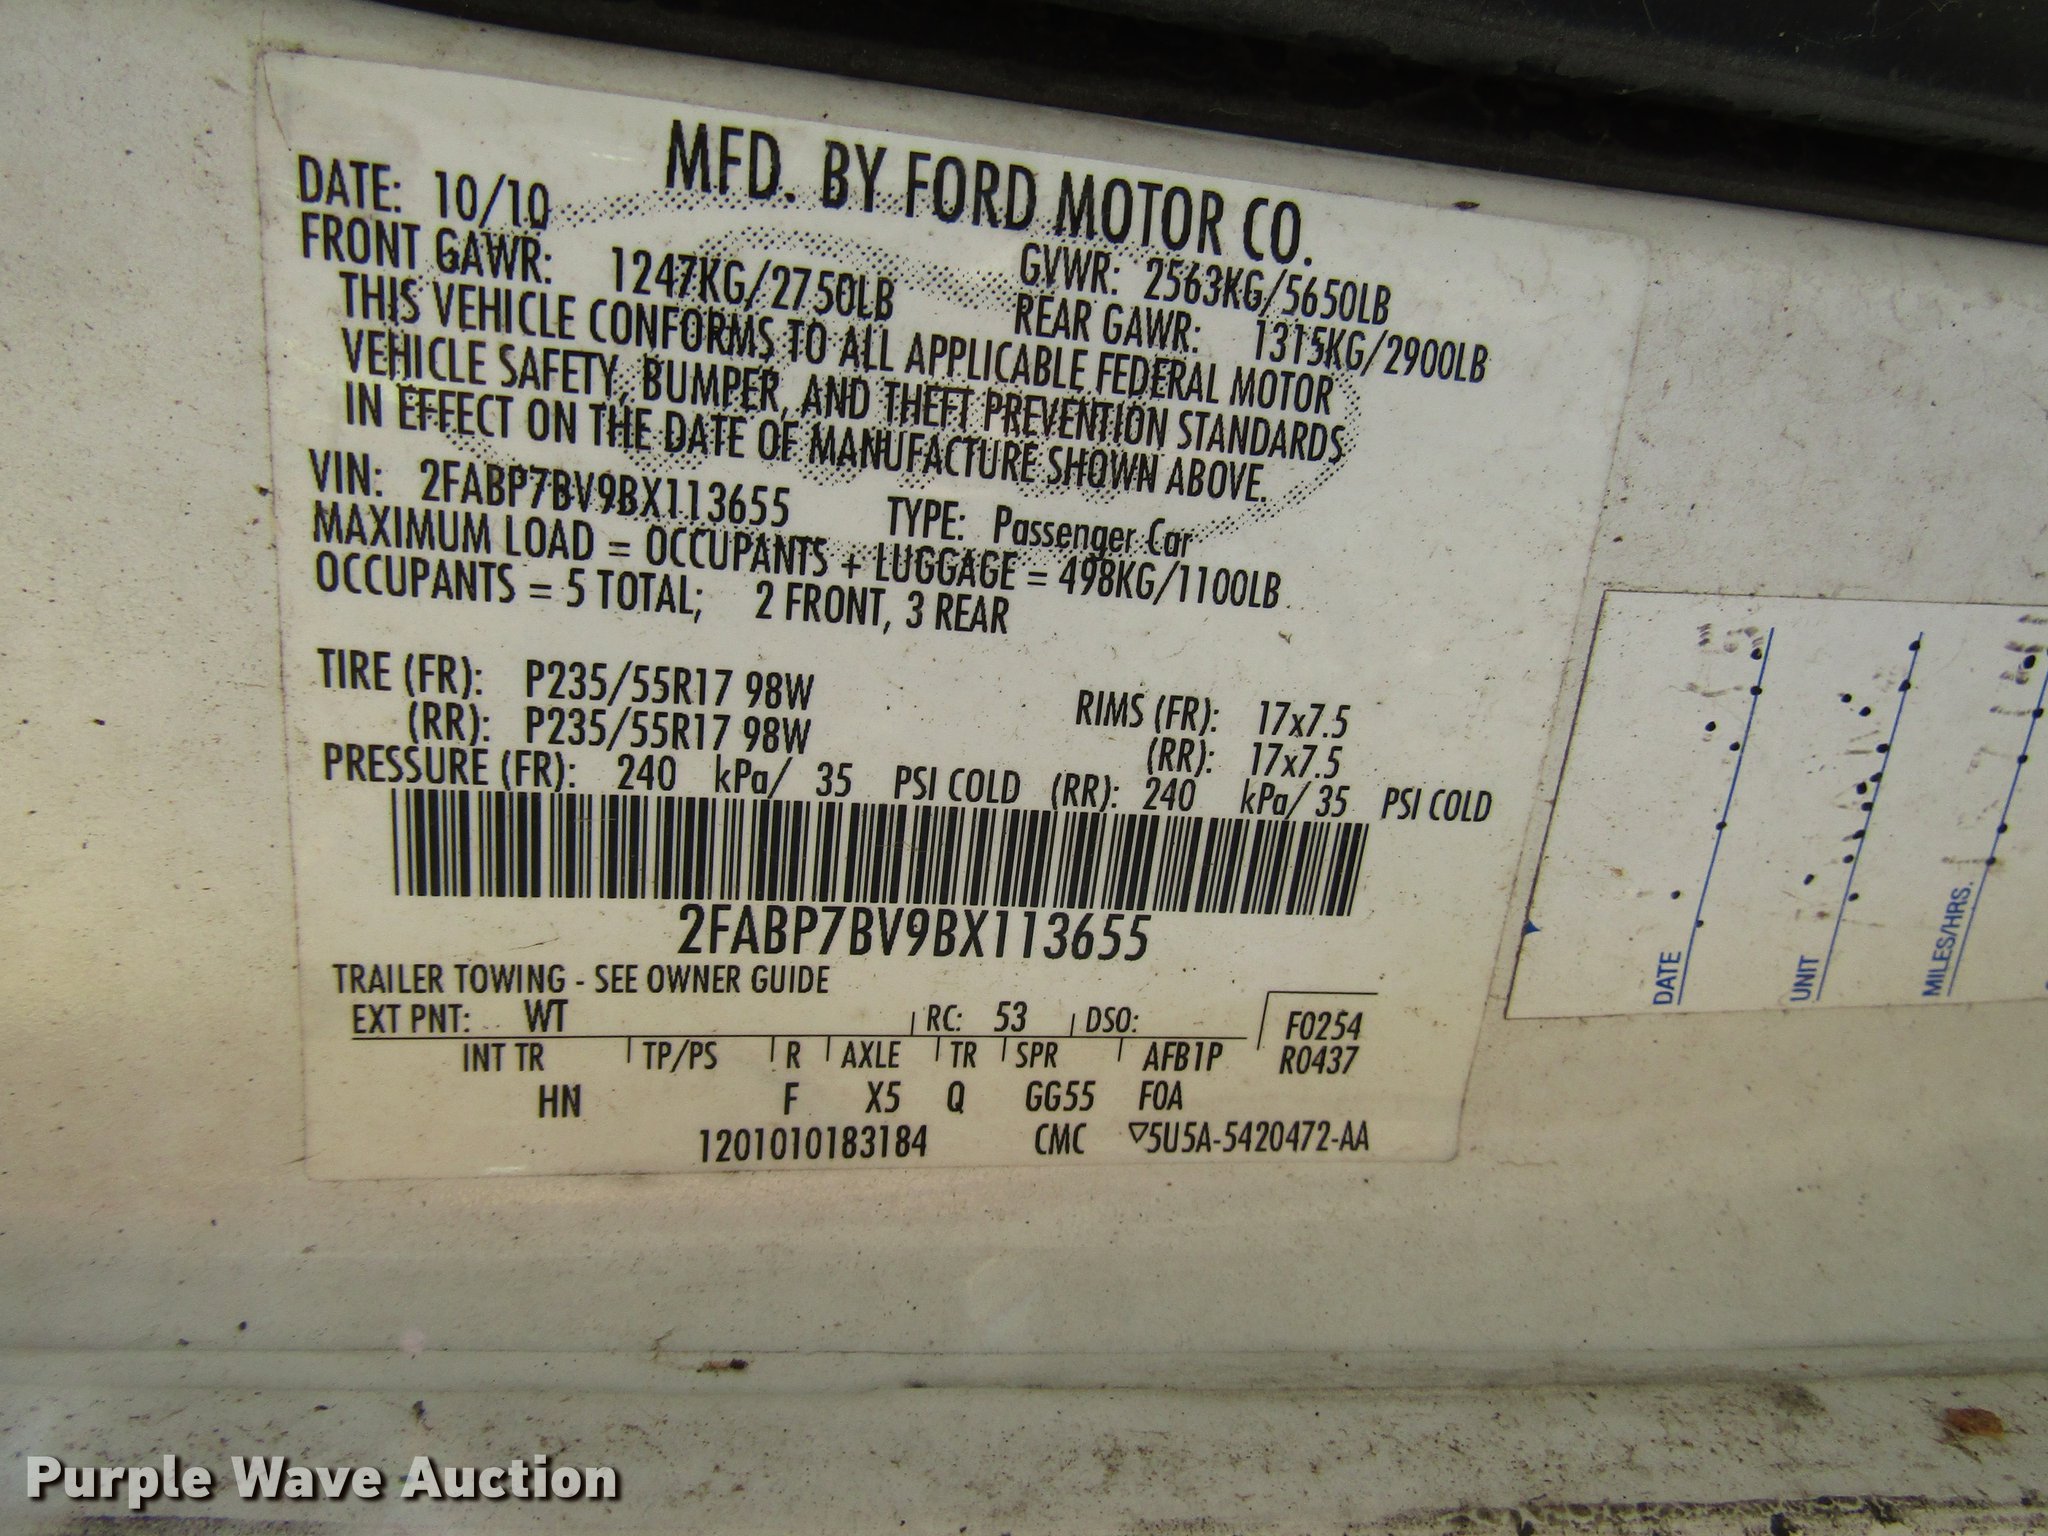 MFD. BY FORD MOTOR CO.
DATE: 10/10 GVWR: 2563KG/5650LB
FRONT GAWR: 1247KG/2750LB REAR GAWR: 1315KG/2900LB
THIS VEHICLE CONFORMS TO ALL APPLICABLE FEDERAL MOTOR
VEHICLE SAFETY, BUMPER, AND THEFT PREVENTION STANDARDS
IN EFFECT ON THE DATE OF MANUFACTURE SHOWN ABOVE.
VIN: 2FABP7BV9BX113655 TYPE: Passenger Car
MAXIMUM LOAD = OCCUPANTS + LUGGAGE = 498KG/1100LB
OCCUPANTS = 5 TOTAL; 2 FRONT, 3 REAR
TIRE (FR): P235/55R17 98W RIMS (FR): 17x7.5
(RR): P235/55R17 98W (RR): 17x7.5
PRESSURE (FR): 240 kPa/ 35 PSI COLD (RR): 240 kPa/ 35 PSI COLD
2FABP7BV9BX113655
TRAILER TOWING - SEE OWNER GUIDE
EXT PNT: WT RC: 53 DSO: F0254
INT TR TP/PS R AXLE TR SPR AFB1P R0437
HN F X5 Q GG55 F0A
1201010183184 CMC ▽5U5A-5420472-AA
DATE
UNIT
MILES/HRS.
Purple Wave Auction